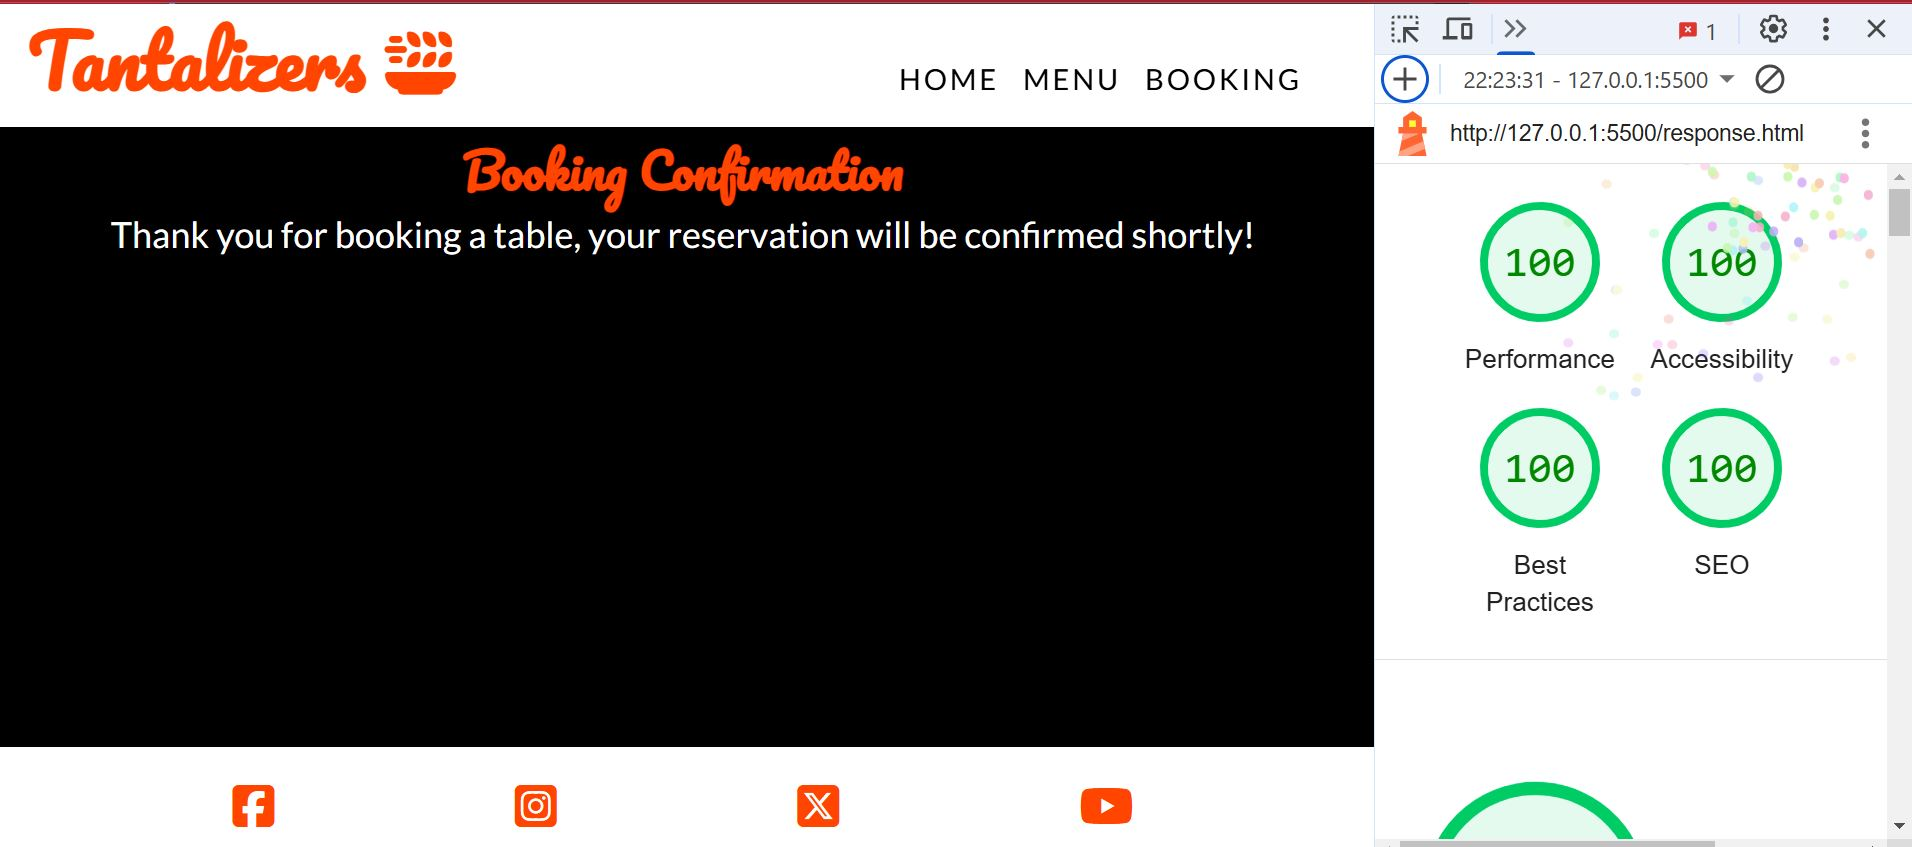 Tantalizers
HOME MENU BOOKING
Booking Confirmation
Thank you for booking a table, your reservation will be confirmed shortly!
1
22:23:31 - 127.0.0.1:5500
http://127.0.0.1:5500/response.html
100 100
Performance Accessibility
100 100
Best SEO
Practices